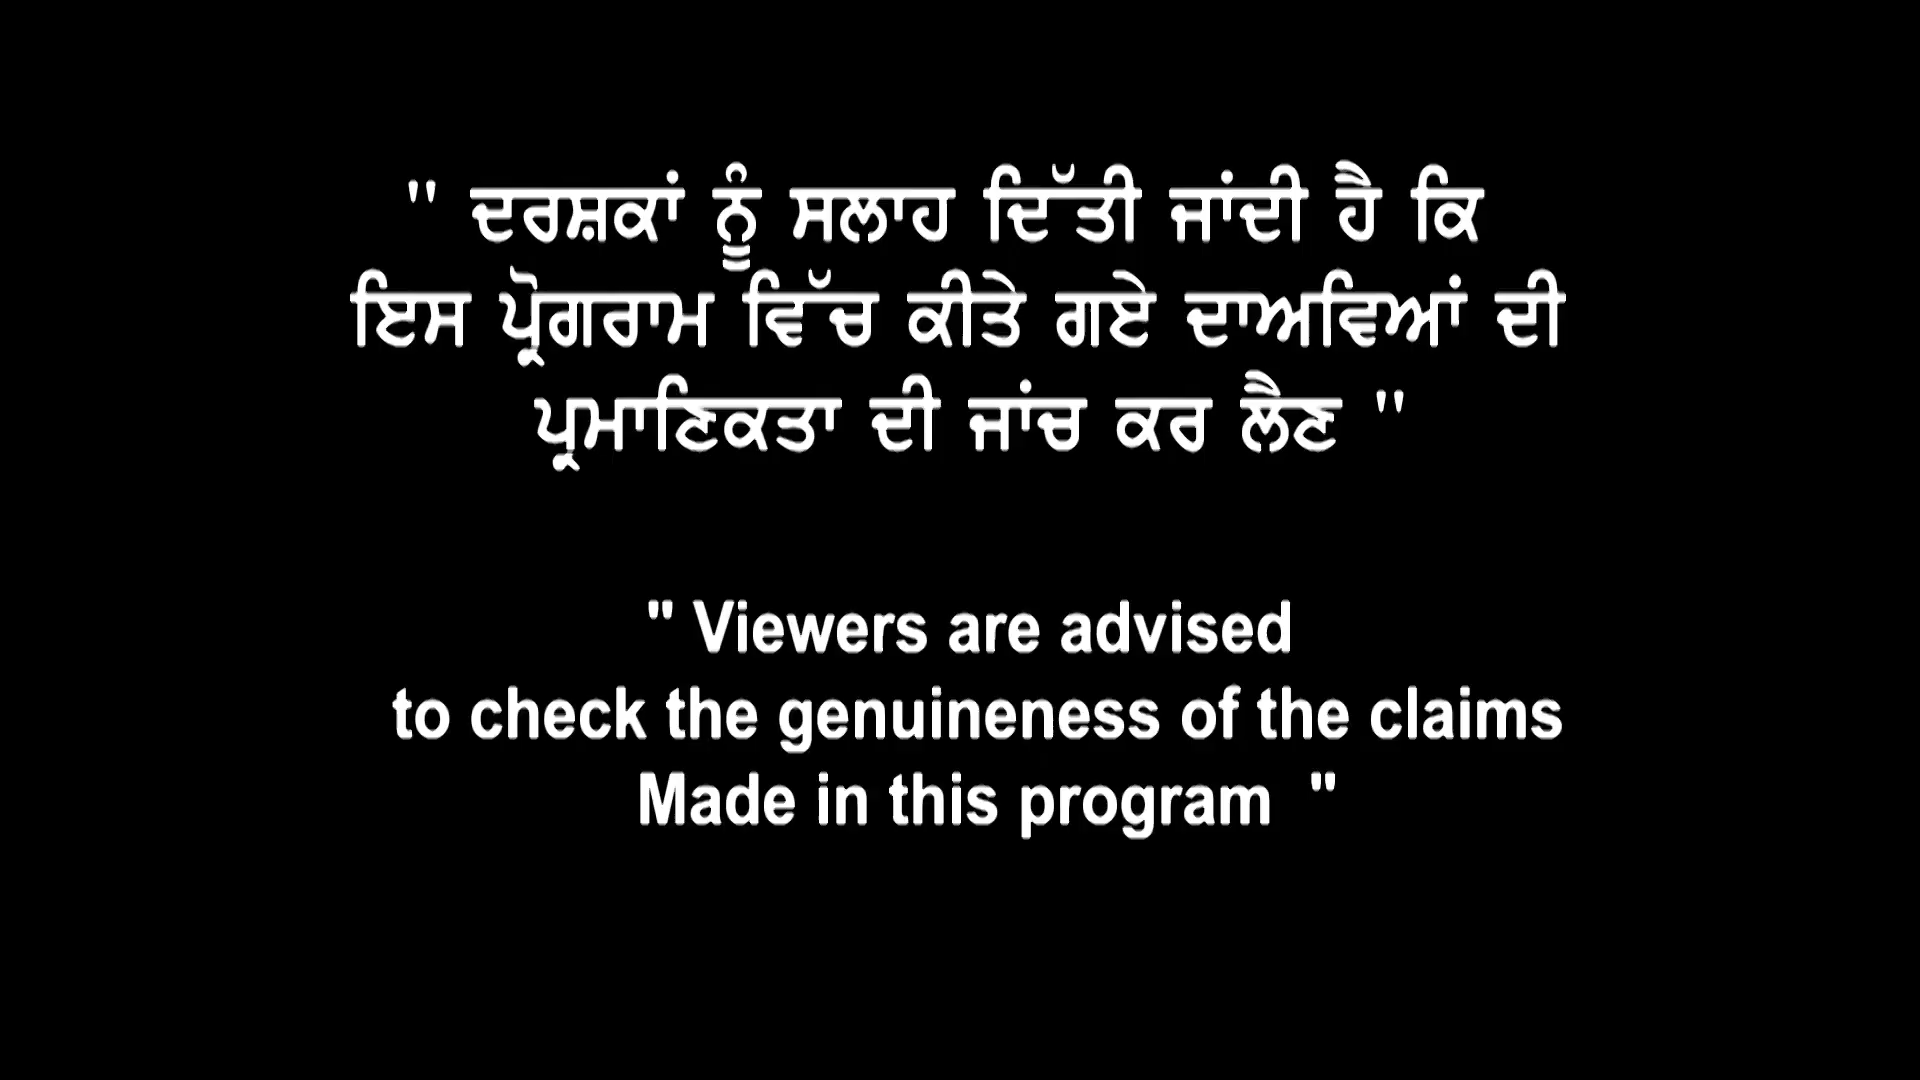 " ਦਰਸ਼ਕਾਂ ਨੂੰ ਸਲਾਹ ਦਿੱਤੀ ਜਾਂਦੀ ਹੈ ਕਿ
ਇਸ ਪ੍ਰੋਗਰਾਮ ਵਿੱਚ ਕੀਤੇ ਗਏ ਦਾਅਵਿਆਂ ਦੀ
ਪ੍ਰਮਾਣਿਕਤਾ ਦੀ ਜਾਂਚ ਕਰ ਲੈਣ "
" Viewers are advised
to check the genuineness of the claims
Made in this program "